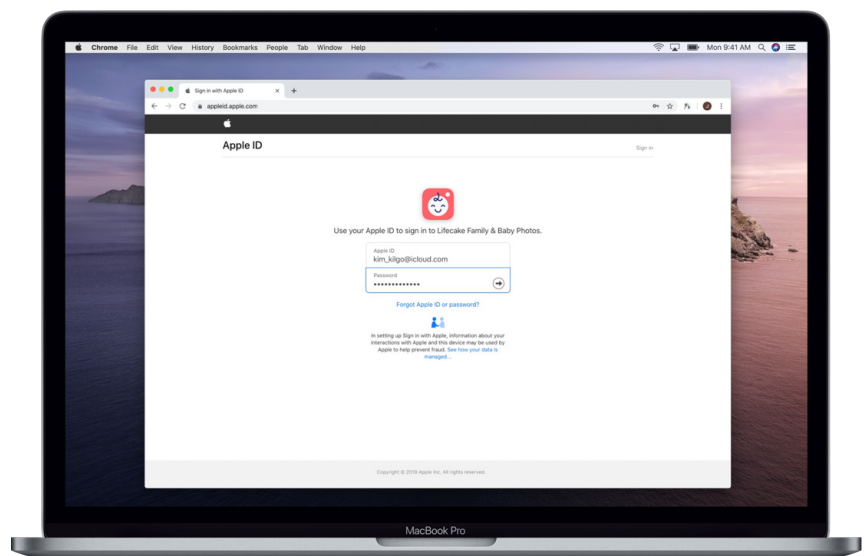 Chrome File Edit View History Bookmarks People Tab Window Help Mon 9:41 AM
Sign in with Apple ID
appleid.apple.com
Apple ID
Sign in
Use your Apple ID to sign in to Lifecake Family & Baby Photos.
Apple ID
kim_kilgo@icloud.com
Password
Forgot Apple ID or password?
In setting up Sign in with Apple, information about your
interactions with Apple and this device may be used by
Apple to help prevent fraud. See how your data is
managed...
Copyright © 2019 Apple Inc. All rights reserved.
MacBook Pro